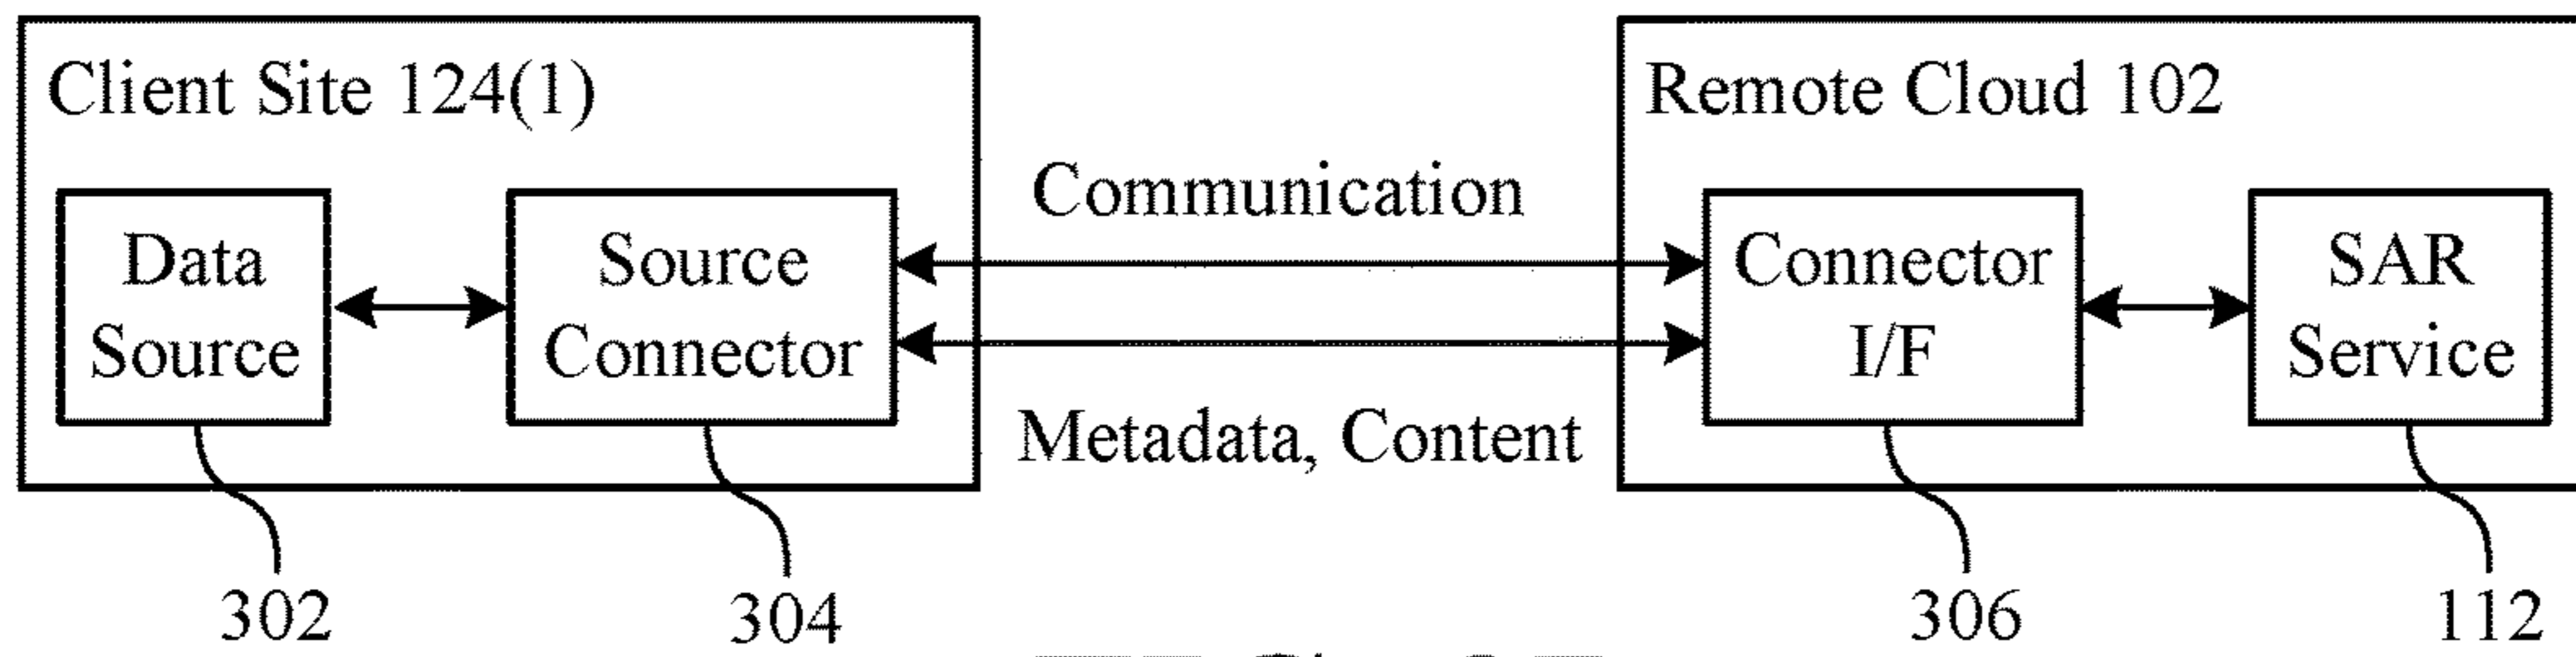 Client Site 124(1)
Remote Cloud 102
Communication
Data
Source
Source
Connector
Connector
I/F
SAR
Service
Metadata, Content
302
304
306
112